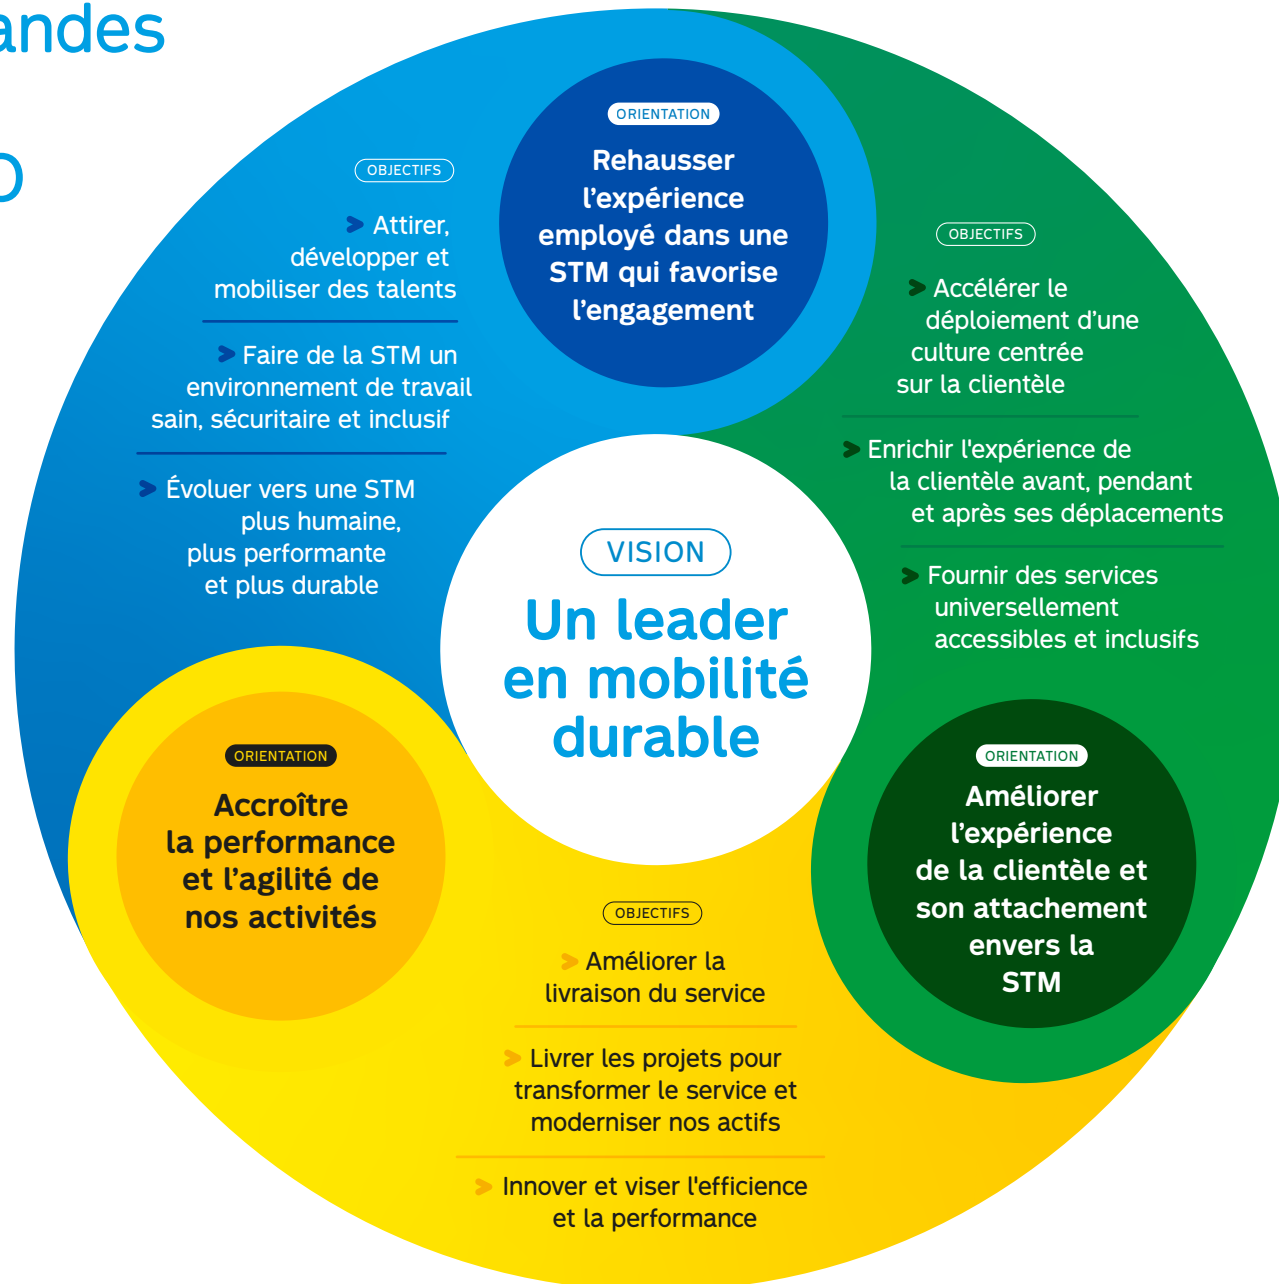 andes
ORIENTATION
Rehausser
l’expérience
employé dans une
STM qui favorise
l’engagement
OBJECTIFS
> Attirer,
développer et
mobiliser des talents
> Faire de la STM un
environnement de travail
sain, sécuritaire et inclusif
> Évoluer vers une STM
plus humaine,
plus performante
et plus durable
OBJECTIFS
> Accélérer le
déploiement d’une
culture centrée
sur la clientèle
> Enrichir l'expérience de
la clientèle avant, pendant
et après ses déplacements
> Fournir des services
universellement
accessibles et inclusifs
VISION
Un leader
en mobilité
durable
ORIENTATION
Accroître
la performance
et l’agilité de
nos activités
ORIENTATION
Améliorer
l’expérience
de la clientèle et
son attachement
envers la
STM
OBJECTIFS
> Améliorer la
livraison du service
> Livrer les projets pour
transformer le service et
moderniser nos actifs
> Innover et viser l'efficience
et la performance